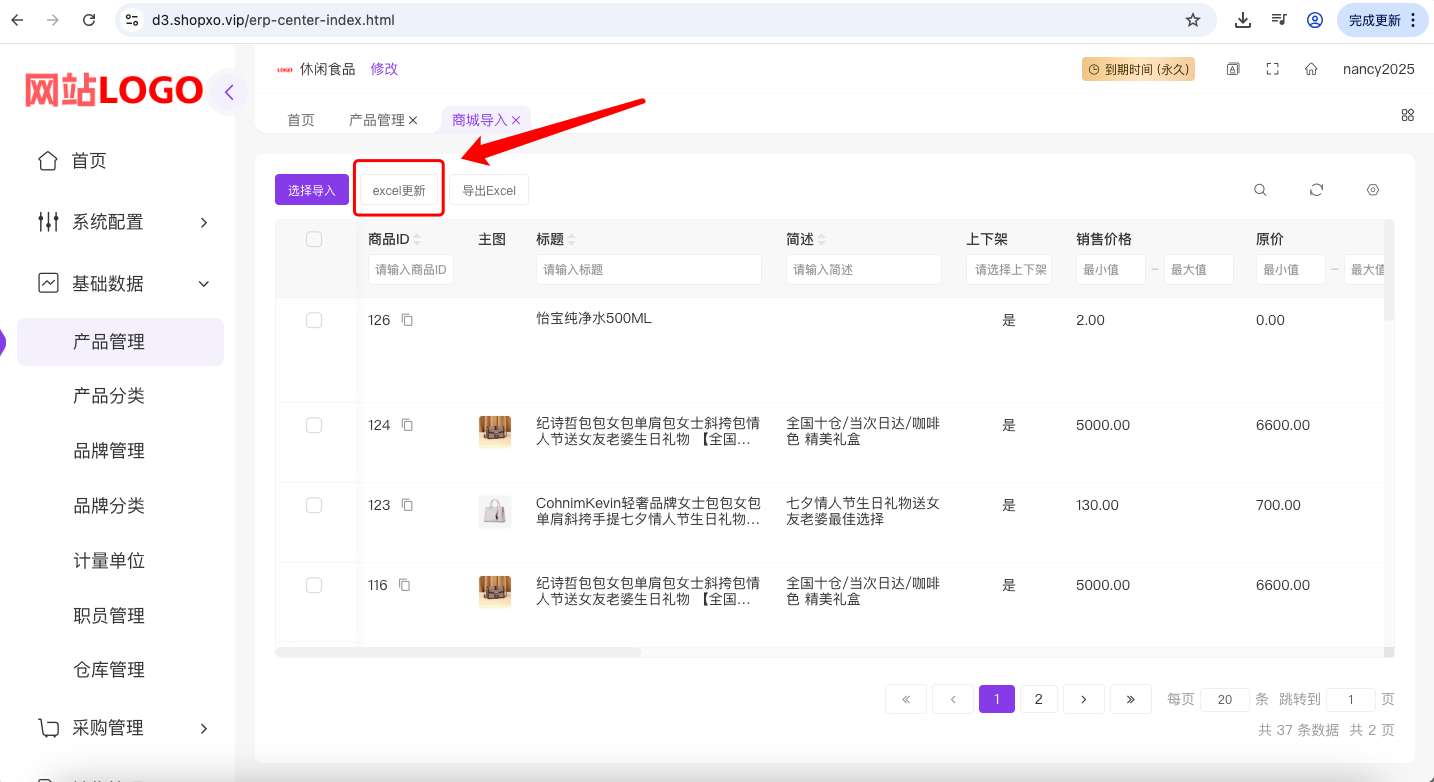 d3.shopxo.vip/erp-center-index.html
完成更新
网站LOGO
LOGO 休闲食品 修改
到期时间 (永久)
nancy2025
首页 产品管理 商城导入
首页
系统配置
基础数据
产品管理
产品分类
品牌管理
品牌分类
计量单位
职员管理
仓库管理
采购管理
选择导入 excel更新 导出Excel
商品ID 主图 标题 简述 上下架 销售价格 原价
请输入商品ID 请输入标题 请输入简述 请选择上下架 最小值 – 最大值 最小值 – 最大值
126 怡宝纯净水500ML 是 2.00 0.00
124 纪诗哲包包女包单肩包女士斜挎包情 全国十仓/当次日达/咖啡 是 5000.00 6600.00
人节送女友老婆生日礼物 【全国... 色 精美礼盒
123 CohnimKevin轻奢品牌女士包包女包 七夕情人节生日礼物送女 是 130.00 700.00
单肩斜挎手提七夕情人节生日礼物... 友老婆最佳选择
116 纪诗哲包包女包单肩包女士斜挎包情 全国十仓/当次日达/咖啡 是 5000.00 6600.00
人节送女友老婆生日礼物 【全国... 色 精美礼盒
« ‹ 1 2 › » 每页 20 条 跳转到 1 页
共 37 条数据 共 2 页